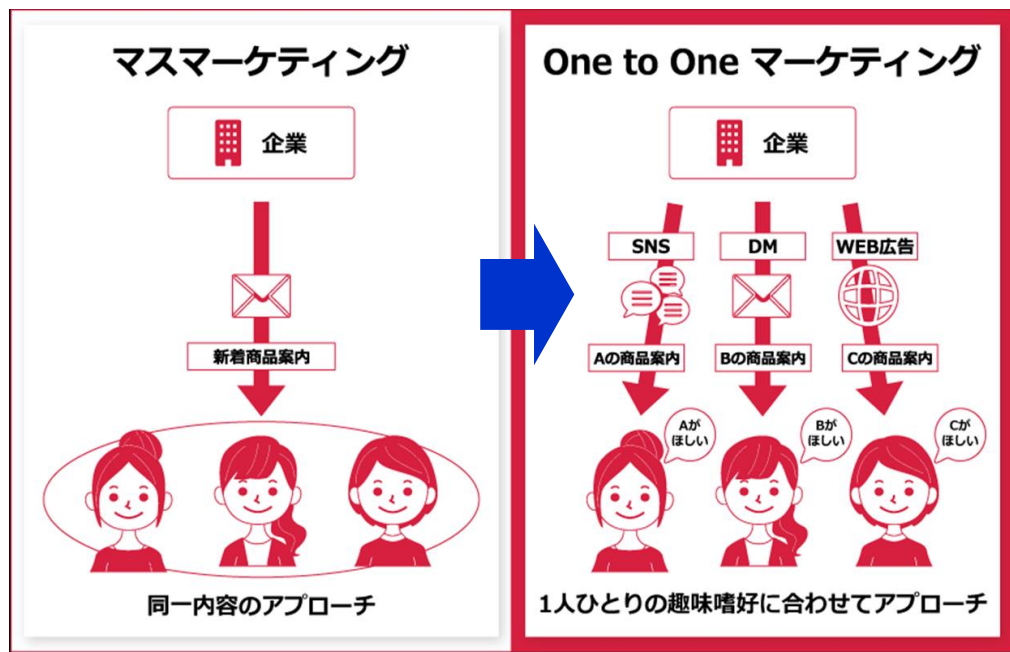 マスマーケティング
企業
新着商品案内
同一内容のアプローチ
One to One マーケティング
企業
SNS
DM
WEB広告
Aの商品案内
Bの商品案内
Cの商品案内
Aが
ほしい
Bが
ほしい
Cが
ほしい
1人ひとりの趣味嗜好に合わせてアプローチ